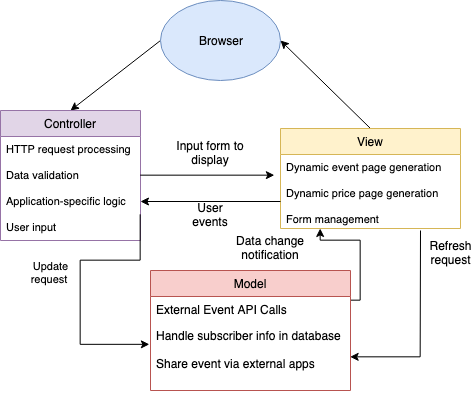 Browser
Controller
HTTP request processing
Data validation
Application-specific logic
User input
Input form to
display
User
events
View
Dynamic event page generation
Dynamic price page generation
Form management
Update
request
Data change
notification
Refresh
request
Model
External Event API Calls
Handle subscriber info in database
Share event via external apps